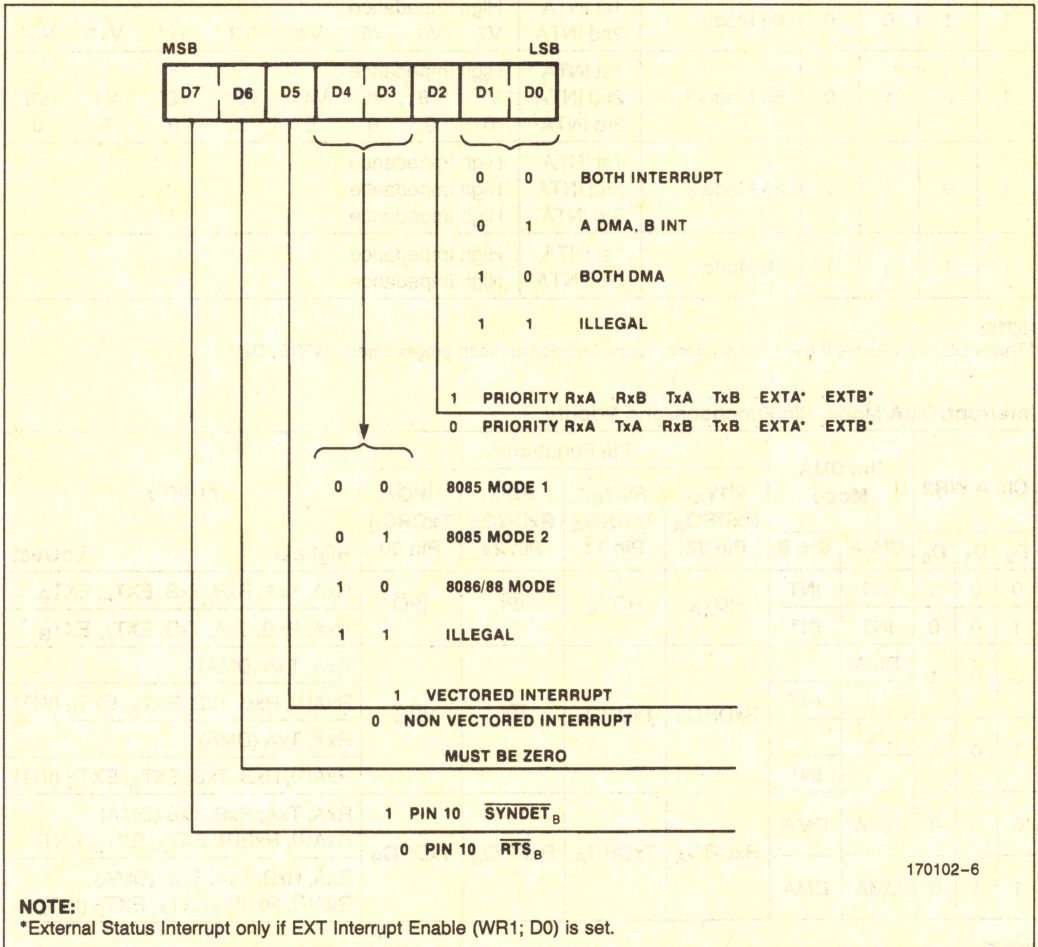 MSB LSB
D7 D6 D5 D4 D3 D2 D1 D0
0 0 BOTH INTERRUPT
0 1 A DMA, B INT
1 0 BOTH DMA
1 1 ILLEGAL
1 PRIORITY RxA RxB TxA TxB EXTA* EXTB*
0 PRIORITY RxA TxA RxB TxB EXTA* EXTB*
0 0 8085 MODE 1
0 1 8085 MODE 2
1 0 8086/88 MODE
1 1 ILLEGAL
1 VECTORED INTERRUPT
0 NON VECTORED INTERRUPT
MUST BE ZERO
1 PIN 10 SYNDET B
0 PIN 10 RTS B
170102–6
NOTE:
*External Status Interrupt only if EXT Interrupt Enable (WR1; D0) is set.